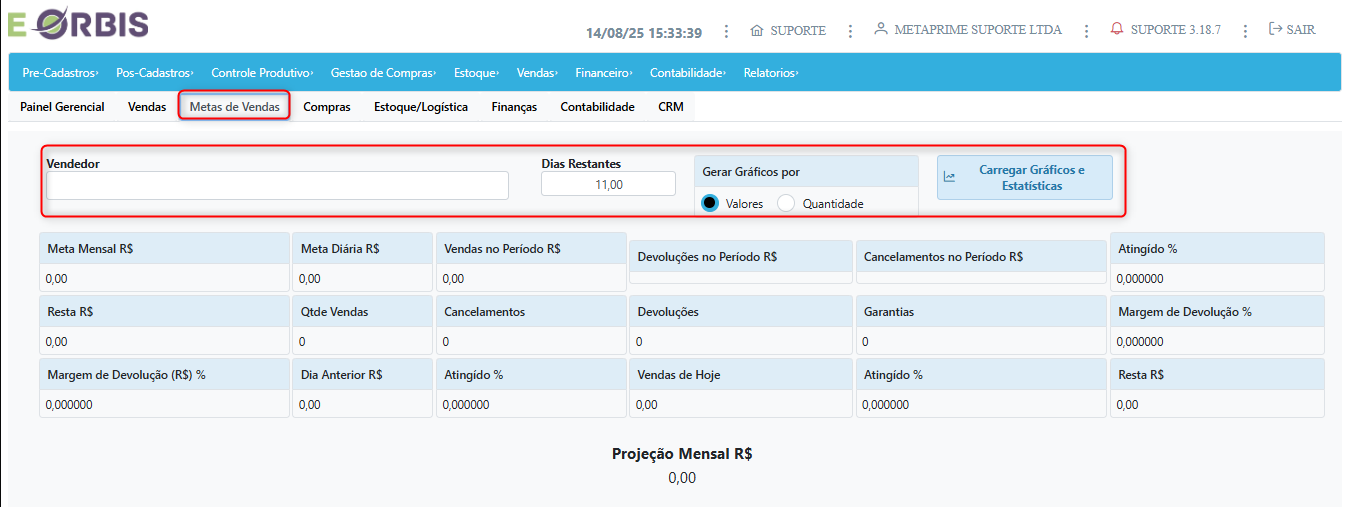 E ORBIS
14/08/25 15:33:39 SUPORTE METAPRIME SUPORTE LTDA SUPORTE 3.18.7 SAIR
Pre-Cadastros Pos-Cadastros Controle Produtivo Gestao de Compras Estoque Vendas Financeiro Contabilidade Relatorios
Painel Gerencial Vendas Metas de Vendas Compras Estoque/Logística Finanças Contabilidade CRM
Vendedor Dias Restantes
11,00
Gerar Gráficos por
Valores Quantidade
Carregar Gráficos e
Estatísticas
Meta Mensal R$ Meta Diária R$ Vendas no Período R$ Devoluções no Período R$ Cancelamentos no Período R$ Atingído %
0,00 0,00 0,00 0,000000
Resta R$ Qtde Vendas Cancelamentos Devoluções Garantias Margem de Devolução %
0,00 0 0 0 0 0,000000
Margem de Devolução (R$) % Dia Anterior R$ Atingído % Vendas de Hoje Atingído % Resta R$
0,000000 0,00 0,000000 0,00 0,000000 0,00
Projeção Mensal R$
0,00